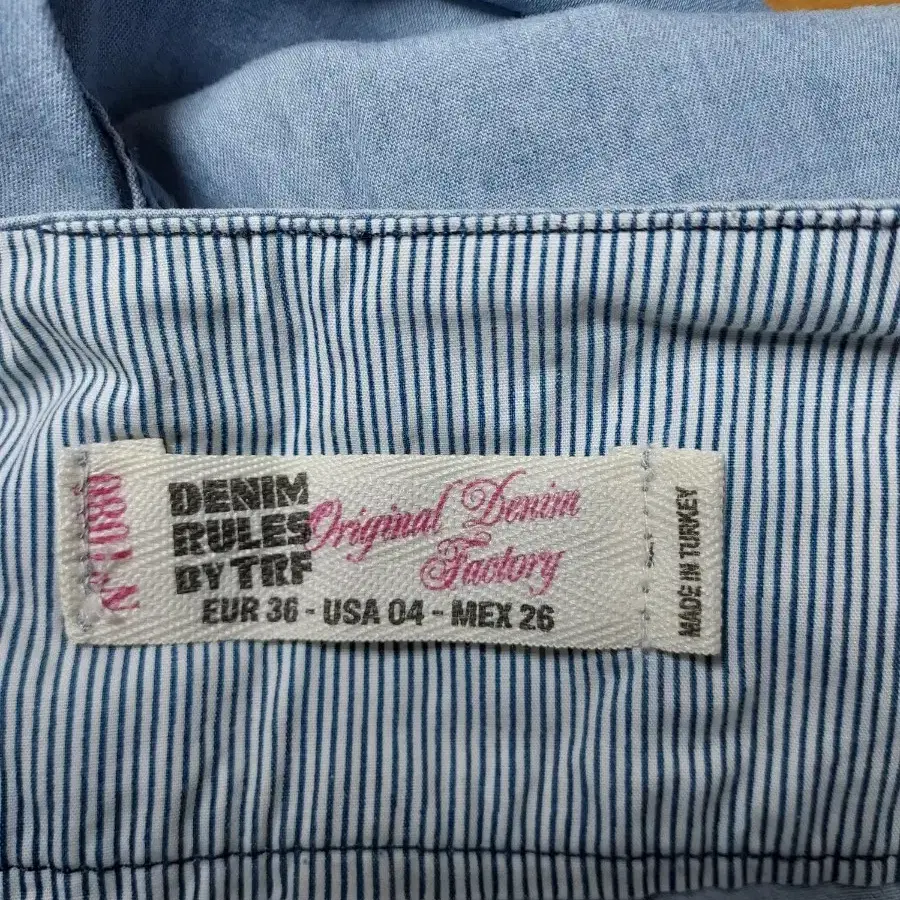 DENIM
RULES
BY TRF
Original Denim
Factory
EUR 36 - USA 04 - MEX 26
MADE IN TURKEY